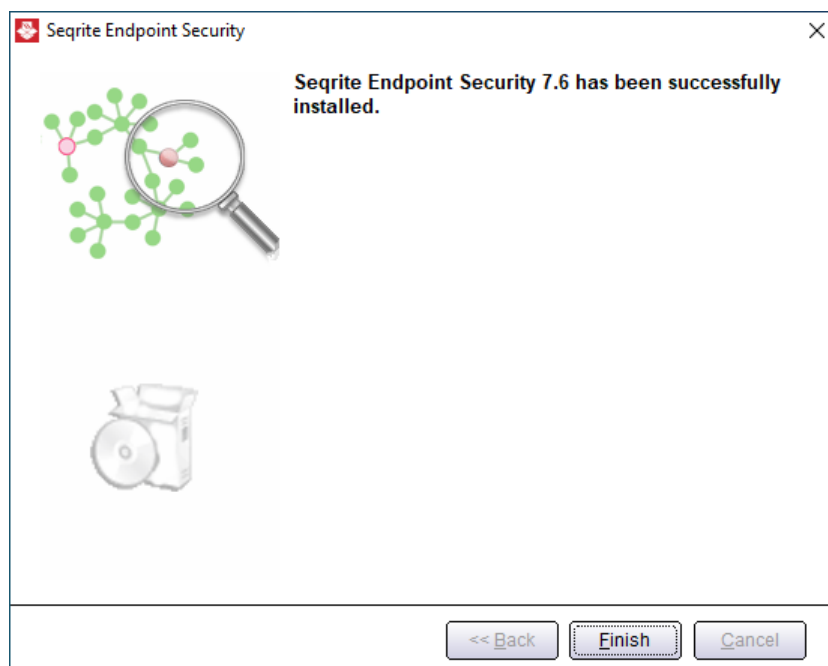 Seqrite Endpoint Security
Seqrite Endpoint Security 7.6 has been successfully
installed.
<< Back
Finish
Cancel